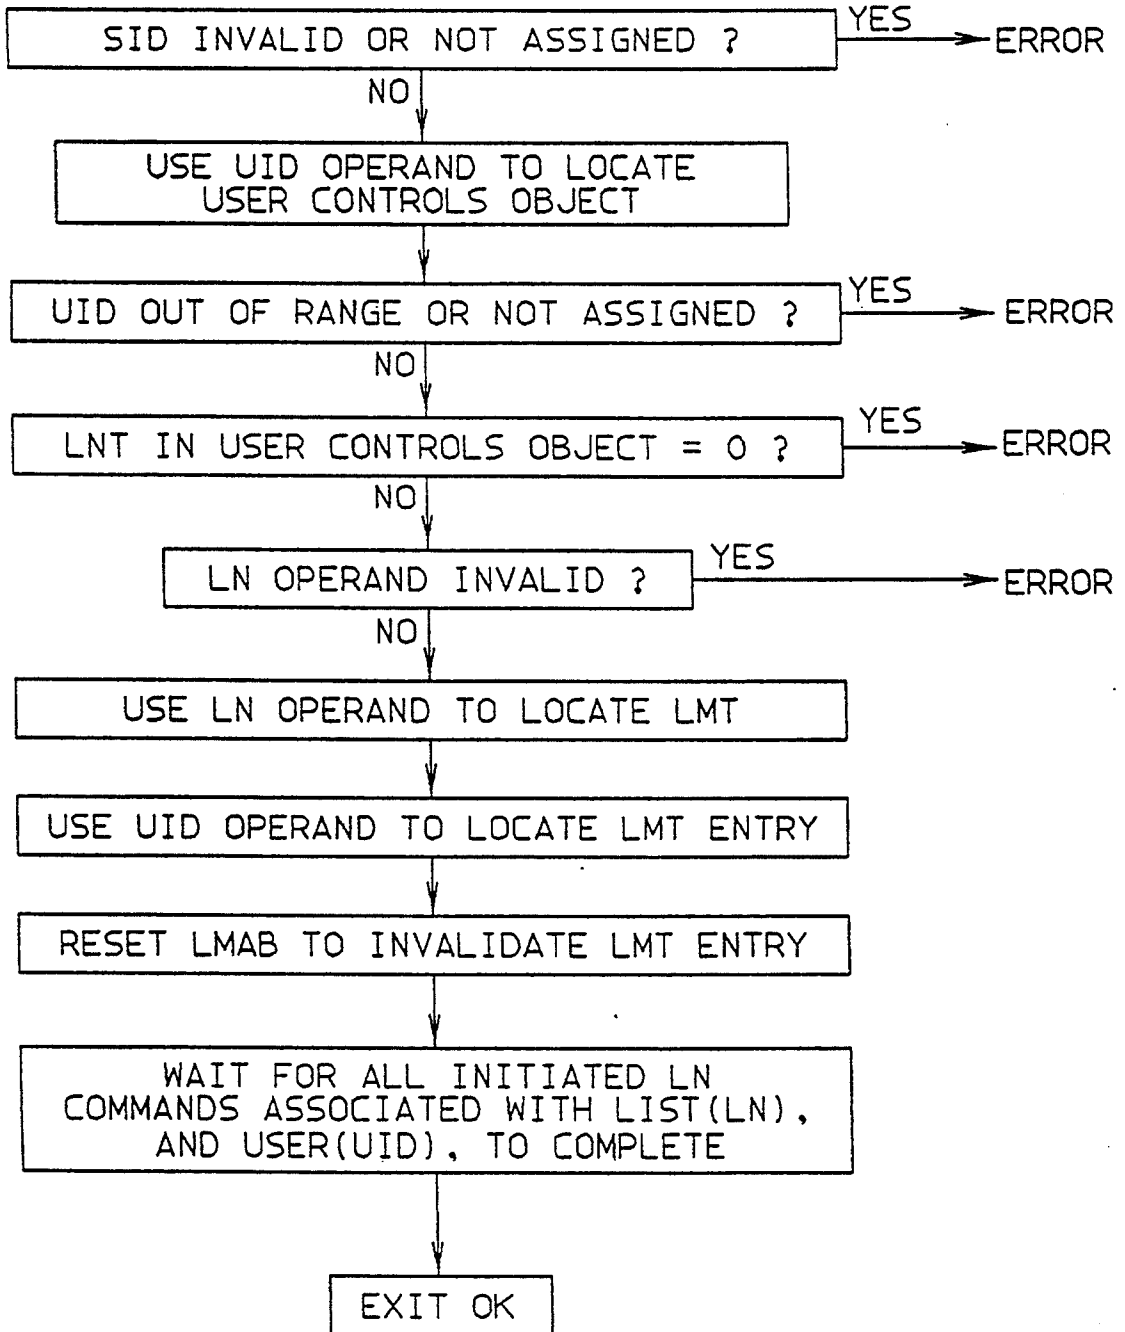 SID INVALID OR NOT ASSIGNED ?
YES
ERROR
NO
USE UID OPERAND TO LOCATE
USER CONTROLS OBJECT
UID OUT OF RANGE OR NOT ASSIGNED ?
YES
ERROR
NO
LNT IN USER CONTROLS OBJECT = 0 ?
YES
ERROR
NO
LN OPERAND INVALID ?
YES
ERROR
NO
USE LN OPERAND TO LOCATE LMT
USE UID OPERAND TO LOCATE LMT ENTRY
RESET LMAB TO INVALIDATE LMT ENTRY
WAIT FOR ALL INITIATED LN
COMMANDS ASSOCIATED WITH LIST(LN),
AND USER(UID), TO COMPLETE
EXIT OK